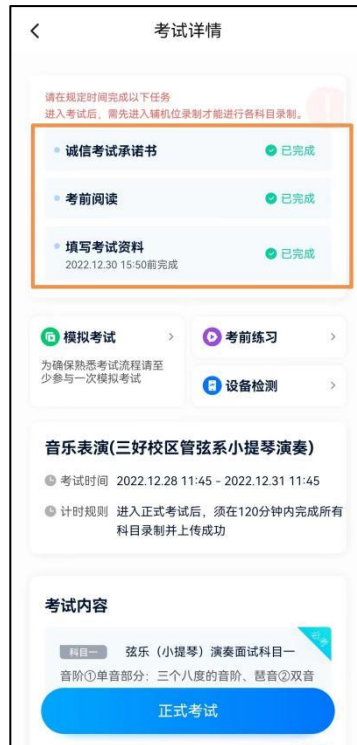 考试详情
请在规定时间完成以下任务
进入考试后，需先进入辅机位录制才能进行各科目录制。
诚信考试承诺书 已完成
考前阅读 已完成
填写考试资料 已完成
2022.12.30 15:50前完成
模拟考试
考前练习
为确保熟悉考试流程请至
少参与一次模拟考试
设备检测
音乐表演(三好校区管弦系小提琴演奏)
考试时间 2022.12.28 11:45 - 2022.12.31 11:45
计时规则 进入正式考试后，须在120分钟内完成所有
科目录制并上传成功
考试内容
必考
科目一 弦乐（小提琴）演奏面试科目一
音阶①单音部分：三个八度的音阶、琶音②双音
正式考试